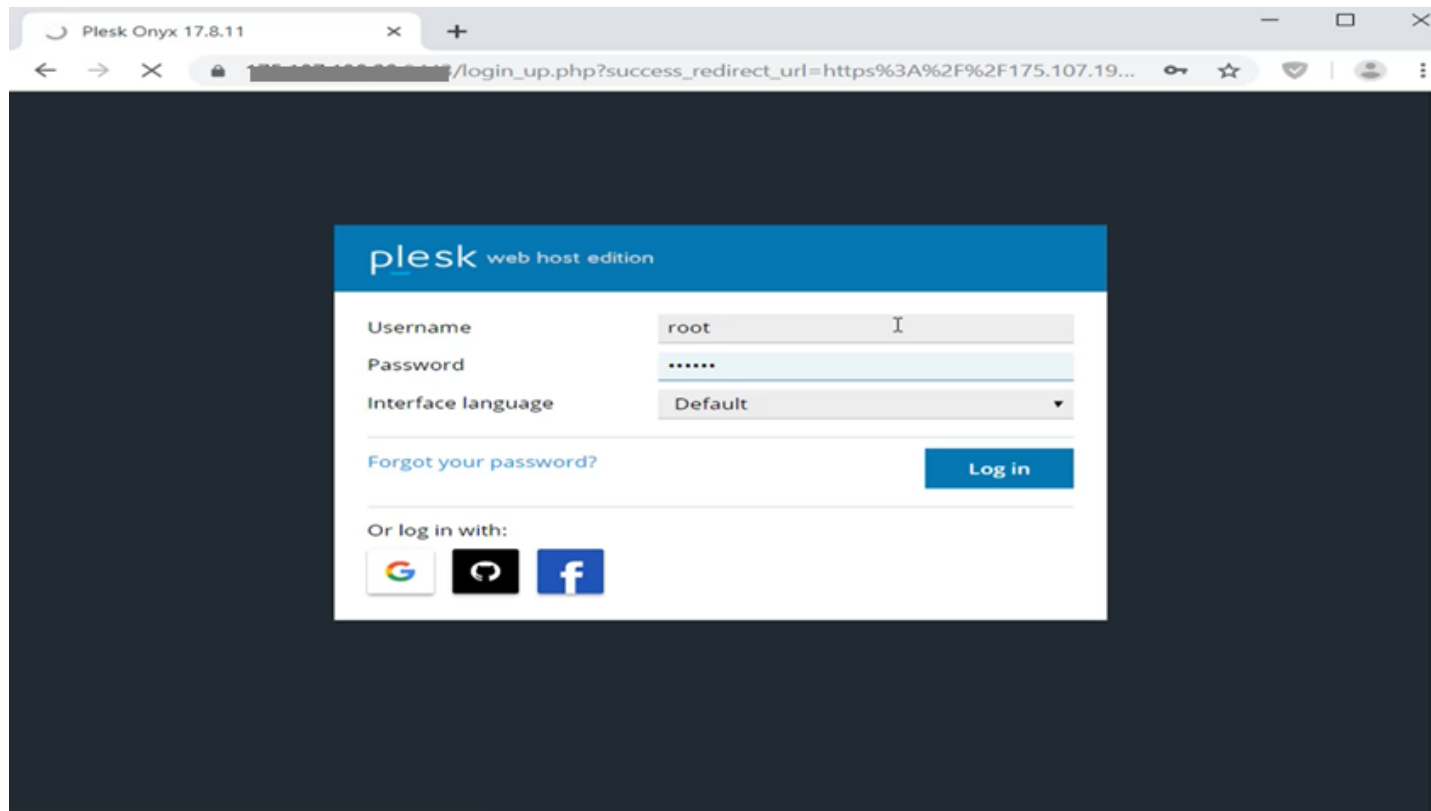 Plesk Onyx 17.8.11
/login_up.php?success_redirect_url=https%3A%2F%2F175.107.19...
plesk web host edition
Username root
Password ••••••
Interface language Default
Forgot your password? Log in
Or log in with: